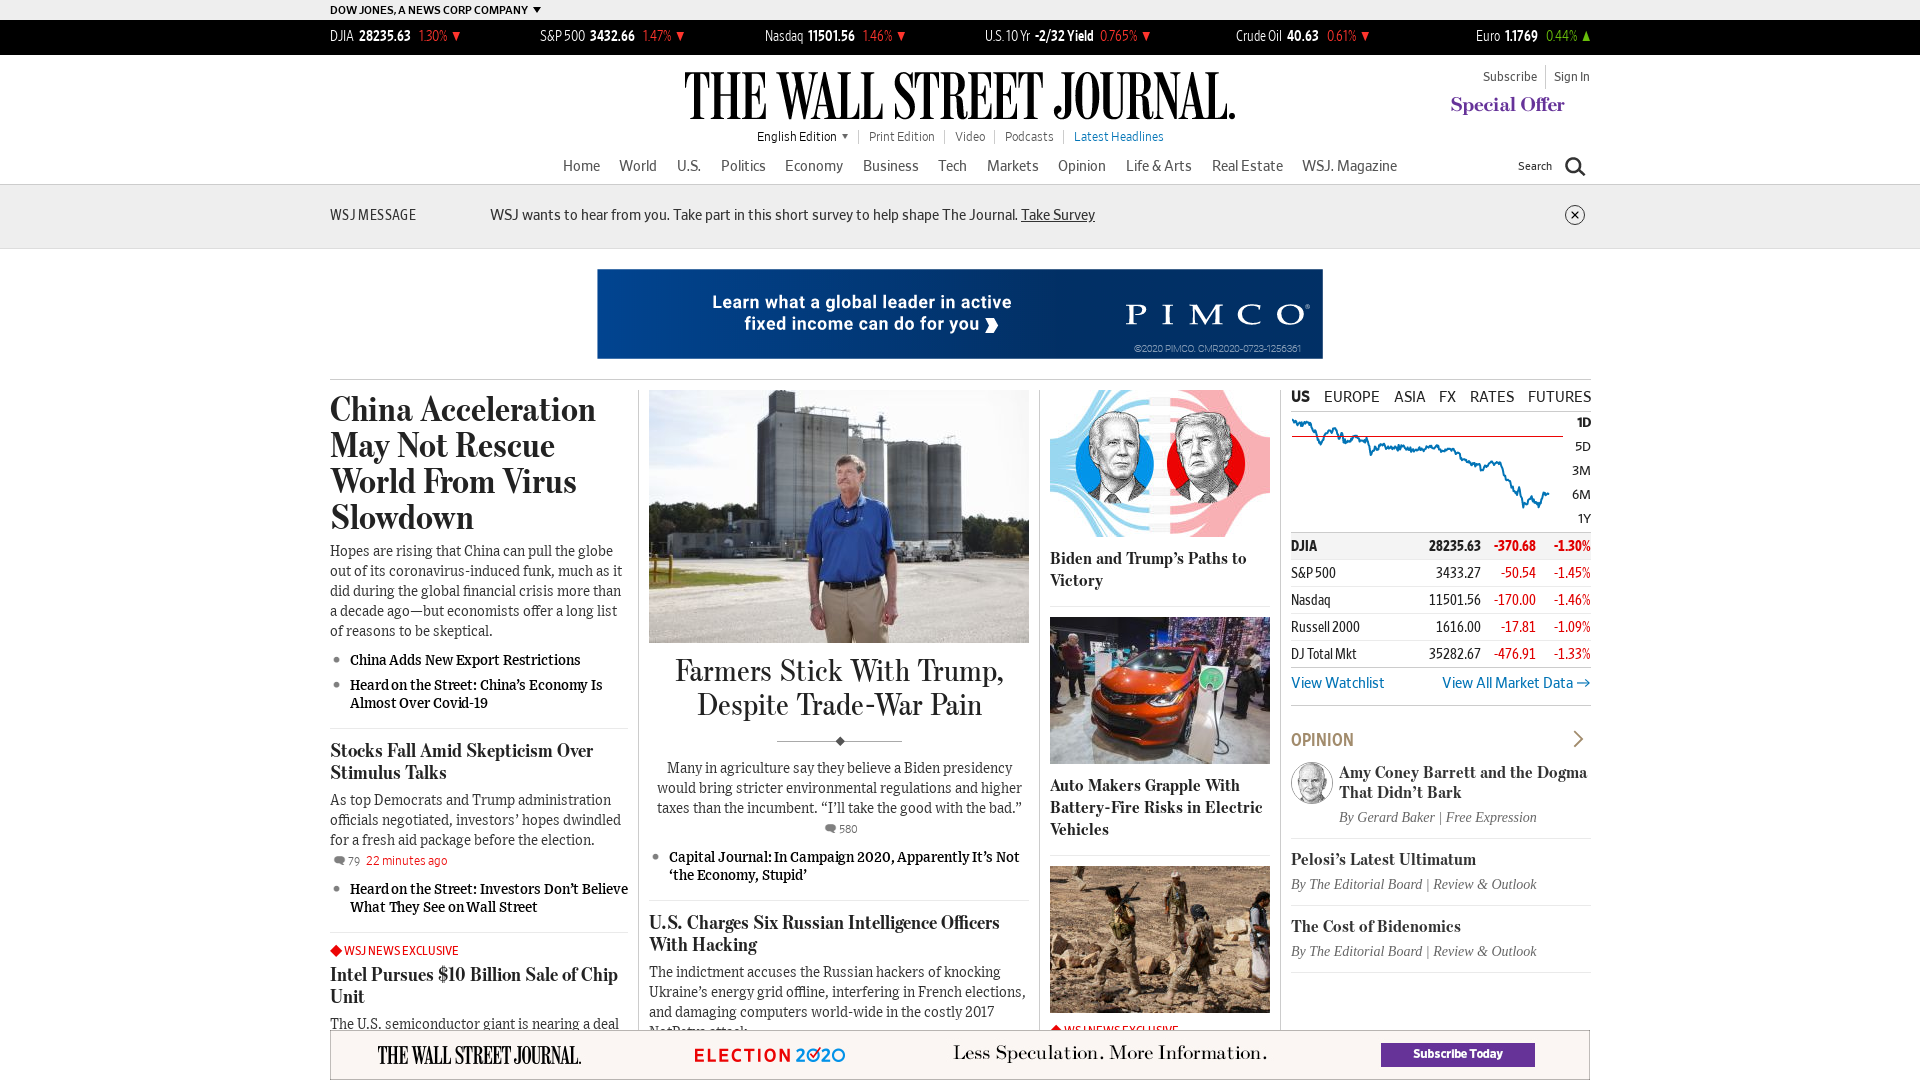 DOW JONES, A NEWS CORP COMPANY
DJIA 28235.63 1.30% S&P 500 3432.66 1.47% Nasdaq 11501.56 1.46% U.S. 10 Yr -2/32 Yield 0.765% Crude Oil 40.63 0.61% Euro 1.1769 0.44%
Subscribe Sign In
THE WALL STREET JOURNAL.
Special Offer
English Edition Print Edition Video Podcasts Latest Headlines
Home World U.S. Politics Economy Business Tech Markets Opinion Life & Arts Real Estate WSJ. Magazine Search
WSJ MESSAGE WSJ wants to hear from you. Take part in this short survey to help shape The Journal. Take Survey
Learn what a global leader in active
fixed income can do for you
PIMCO®
©2020 PIMCO. CMR2020-0723-1256361
China Acceleration
May Not Rescue
World From Virus
Slowdown
Hopes are rising that China can pull the globe
out of its coronavirus-induced funk, much as it
did during the global financial crisis more than
a decade ago—but economists offer a long list
of reasons to be skeptical.
China Adds New Export Restrictions
Heard on the Street: China’s Economy Is
Almost Over Covid-19
Stocks Fall Amid Skepticism Over
Stimulus Talks
As top Democrats and Trump administration
officials negotiated, investors’ hopes dwindled
for a fresh aid package before the election.
79 22 minutes ago
Heard on the Street: Investors Don’t Believe
What They See on Wall Street
WSJ NEWS EXCLUSIVE
Intel Pursues $10 Billion Sale of Chip
Unit
The U.S. semiconductor giant is nearing a deal
Farmers Stick With Trump,
Despite Trade-War Pain
Many in agriculture say they believe a Biden presidency
would bring stricter environmental regulations and higher
taxes than the incumbent. “I’ll take the good with the bad.”
580
Capital Journal: In Campaign 2020, Apparently It’s Not
‘the Economy, Stupid’
U.S. Charges Six Russian Intelligence Officers
With Hacking
The indictment accuses the Russian hackers of knocking
Ukraine’s energy grid offline, interfering in French elections,
and damaging computers world-wide in the costly 2017
NotPetya attack
Biden and Trump’s Paths to
Victory
Auto Makers Grapple With
Battery-Fire Risks in Electric
Vehicles
WSJ NEWS EXCLUSIVE
US EUROPE ASIA FX RATES FUTURES
1D
5D
3M
6M
1Y
DJIA 28235.63 -370.68 -1.30%
S&P 500 3433.27 -50.54 -1.45%
Nasdaq 11501.56 -170.00 -1.46%
Russell 2000 1616.00 -17.81 -1.09%
DJ Total Mkt 35282.67 -476.91 -1.33%
View Watchlist View All Market Data
OPINION
Amy Coney Barrett and the Dogma
That Didn’t Bark
By Gerard Baker | Free Expression
Pelosi’s Latest Ultimatum
By The Editorial Board | Review & Outlook
The Cost of Bidenomics
By The Editorial Board | Review & Outlook
THE WALL STREET JOURNAL. ELECTION 2020 Less Speculation. More Information. Subscribe Today